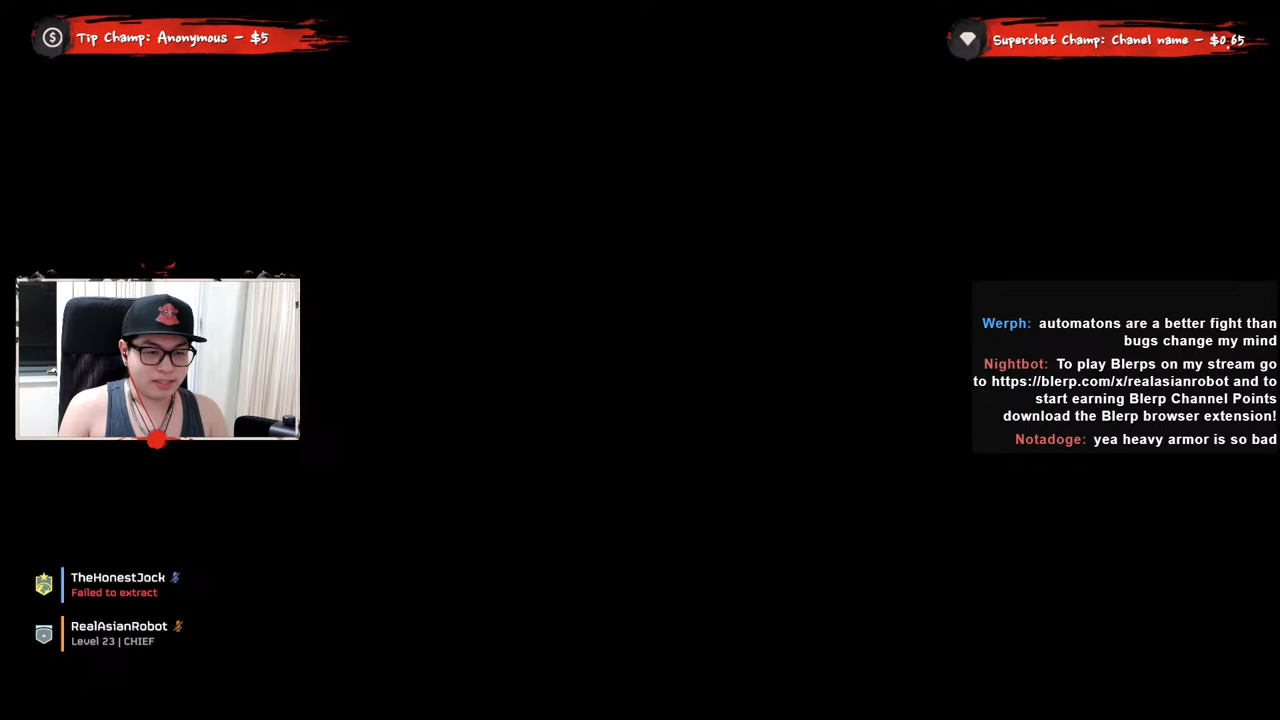 Tip Champ: Anonymous - $5
Superchat Champ: Chanel name - $0.65
Werph: automatons are a better fight than
bugs change my mind
Nightbot: To play Blerps on my stream go
to https://blerp.com/x/realasianrobot and to
start earning Blerp Channel Points
download the Blerp browser extension!
Notadoge: yea heavy armor is so bad
TheHonestJock
Failed to extract
RealAsianRobot
Level 23 | CHIEF